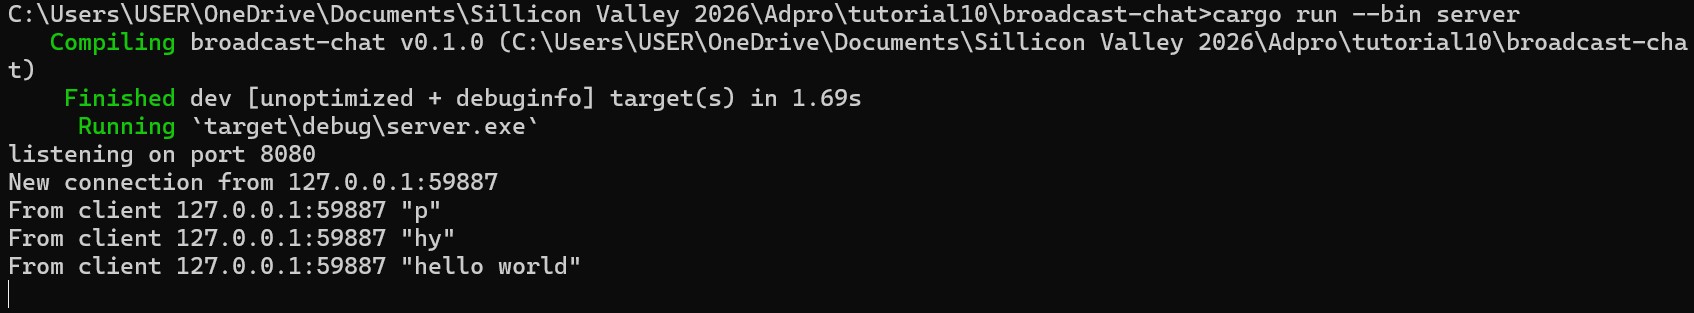 C:\Users\USER\OneDrive\Documents\Sillicon Valley 2026\Adpro\tutorial10\broadcast-chat>cargo run --bin server
   Compiling broadcast-chat v0.1.0 (C:\Users\USER\OneDrive\Documents\Sillicon Valley 2026\Adpro\tutorial10\broadcast-cha
t)
    Finished dev [unoptimized + debuginfo] target(s) in 1.69s
     Running `target\debug\server.exe`
listening on port 8080
New connection from 127.0.0.1:59887
From client 127.0.0.1:59887 "p"
From client 127.0.0.1:59887 "hy"
From client 127.0.0.1:59887 "hello world"